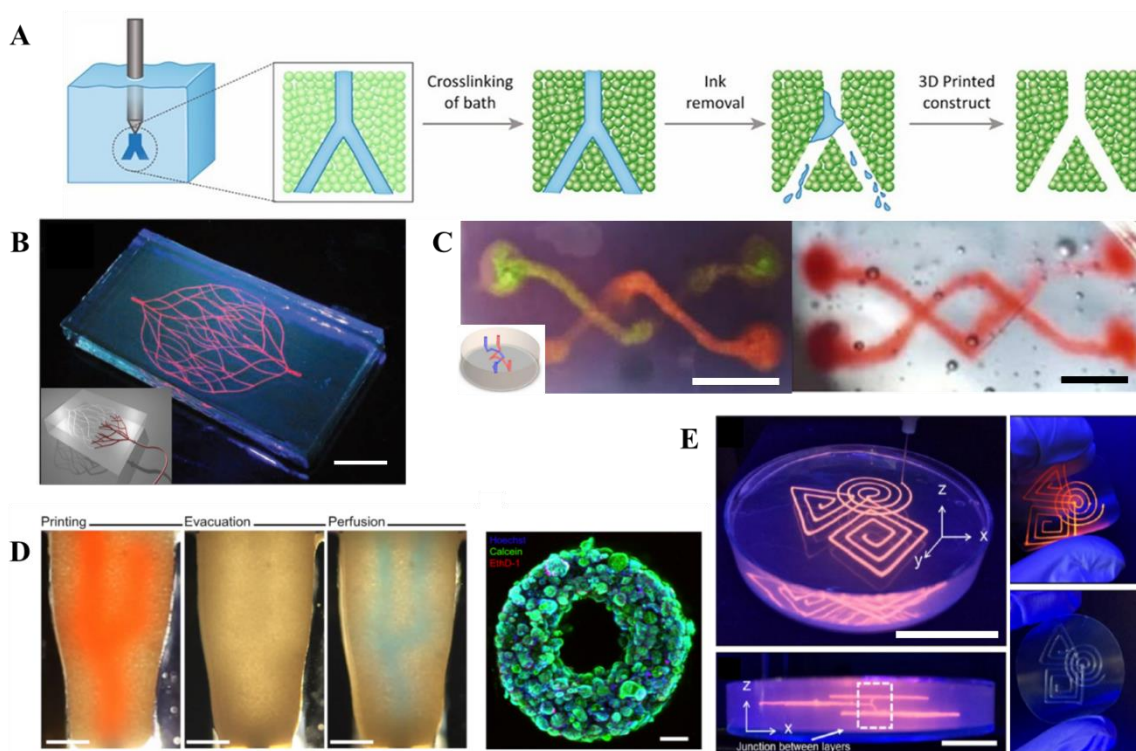 A
Crosslinking
of bath
Ink
removal
3D Printed
construct
B
C
D
Printing
Evacuation
Perfusion
Hoechst
Calcein
EthD-1
E
z
x
y
z
x
Junction between layers